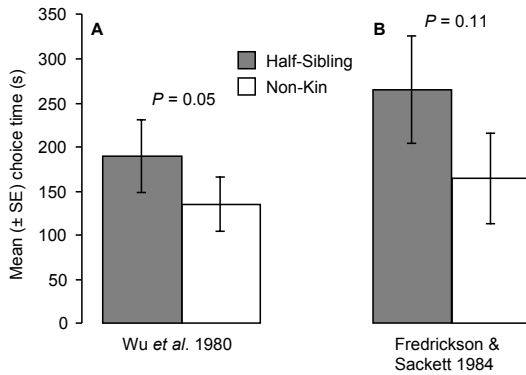 350
300
250
200
150
100
50
0
Mean (± SE) choice time (s)
A
Half-Sibling
Non-Kin
P = 0.05
Wu et al. 1980
B
P = 0.11
Fredrickson &
Sackett 1984